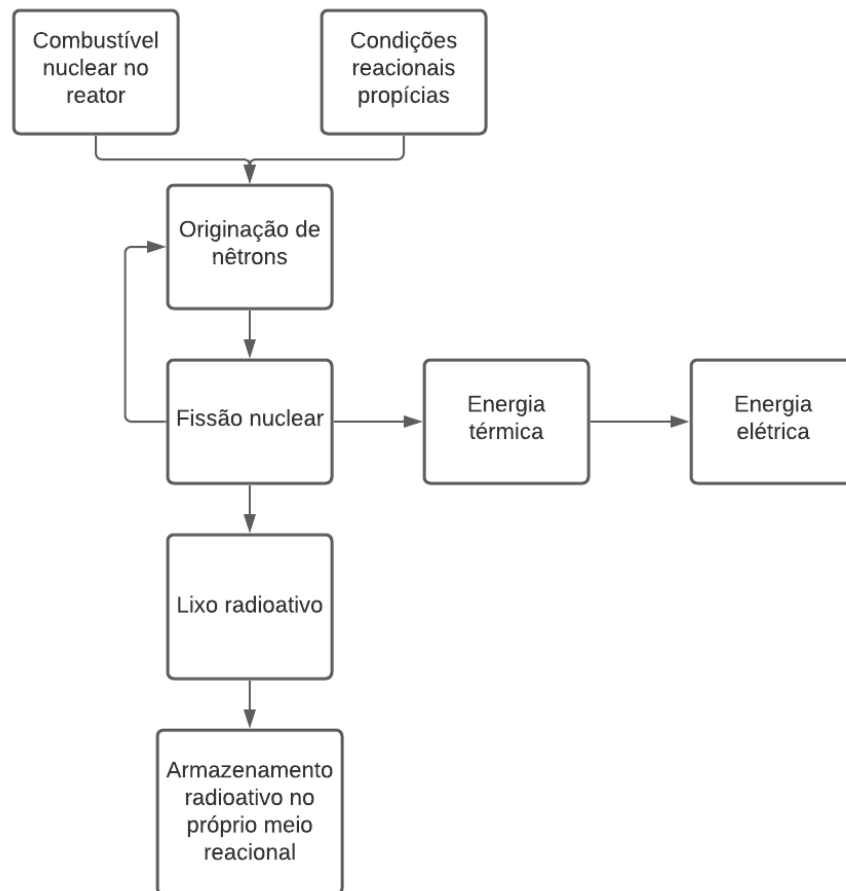 Combustível
nuclear no
reator
Condições
reacionais
propícias
Originação de
nêtrons
Fissão nuclear
Energia
térmica
Energia
elétrica
Lixo radioativo
Armazenamento
radioativo no
próprio meio
reacional